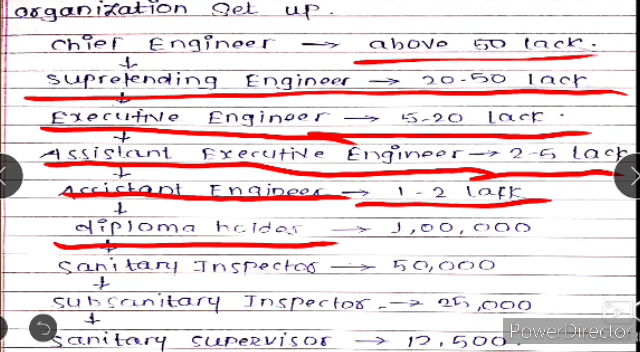 organization Set up.
Chief Engineer → above 50 lack.
Supretending Engineer → 20-50 lack
Executive Engineer → 5-20 lack.
Assistant Executive Engineer → 2-5 lack
Assistant Engineer → 1-2 lakk
diploma holder → 1,00,000
Sanitary Inspector → 50,000
Subsanitary Inspector. → 25,000
Sanitary Supervisor → 12,500
PowerDirector